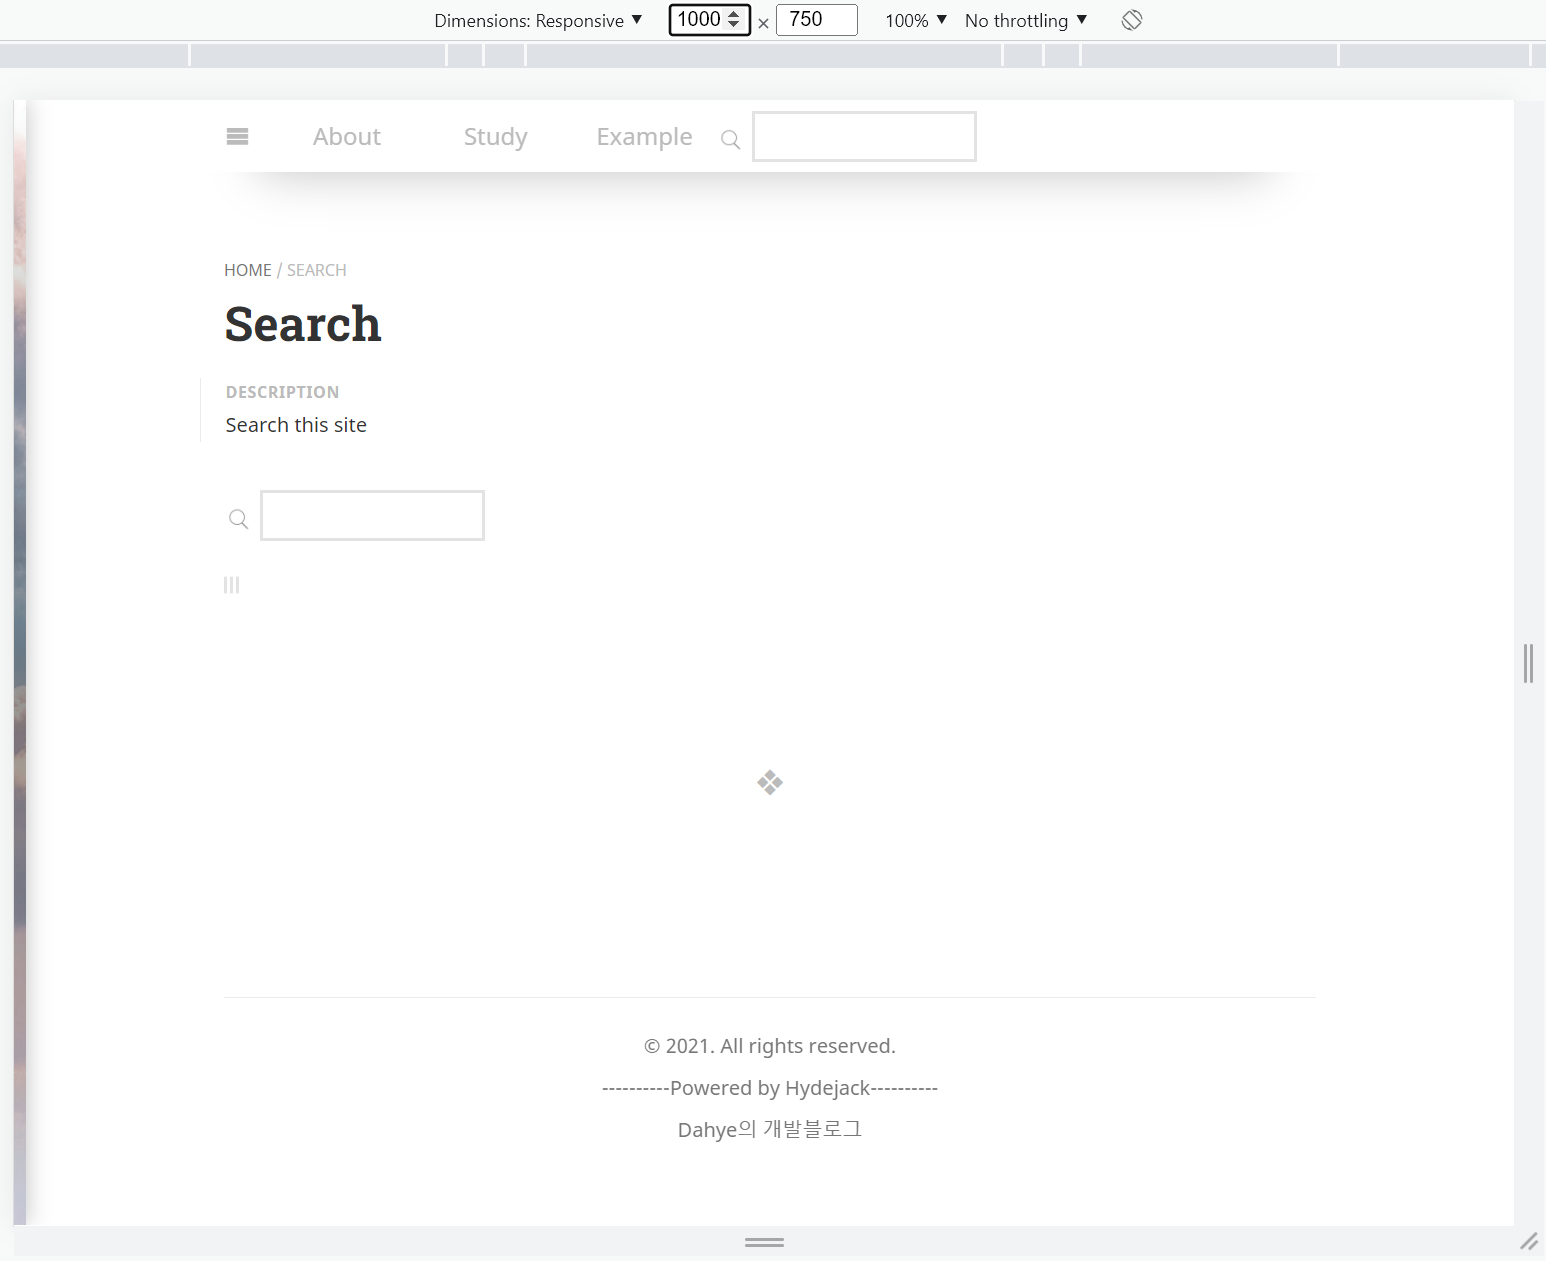 Dimensions: Responsive ▼ 1000 × 750 100% ▼ No throttling ▼
About Study Example
HOME / SEARCH
Search
DESCRIPTION
Search this site
© 2021. All rights reserved.
----------Powered by Hydejack----------
Dahye의 개발블로그